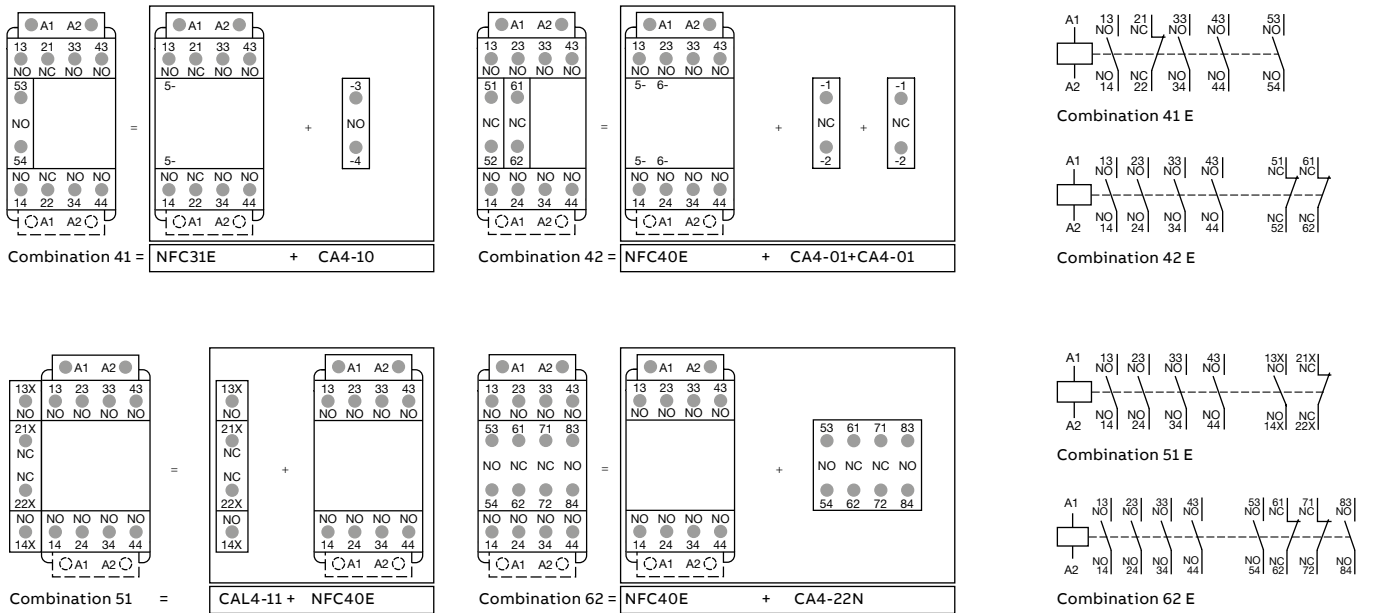 A1 A2 A1 A2
13 21 33 43 13 21 33 43
NO NC NO NO NO NC NO NO
53 5- -3
NO = + NO
54 5- -4
NO NC NO NO NO NC NO NO
14 22 34 44 14 22 34 44
A1 A2 A1 A2
Combination 41 = NFC31E + CA4-10
A1 A2 A1 A2
13 23 33 43 13 23 33 43
NO NO NO NO NO NO NO NO
51 61 5- 6- -1 -1
NC NC = + NC + NC
52 62 5- 6- -2 -2
NO NO NO NO NO NO NO NO
14 24 34 44 14 24 34 44
A1 A2 A1 A2
Combination 42 = NFC40E + CA4-01+CA4-01
A1 13 21 33 43 53
NO NC NO NO NO
NO NC NO NO NO
A2 14 22 34 44 54
Combination 41 E
A1 13 23 33 43 51 61
NO NO NO NO NC NC
NO NO NO NO NC NC
A2 14 24 34 44 52 62
Combination 42 E
A1 A2 A1 A2
13X 13 23 33 43 13X 13 23 33 43
NO NO NO NO NO NO NO NO NO NO
21X 21X
NC NC
= +
NC NC
22X 22X
NO NO NO NO NO NO NO NO NO NO
14X 14 24 34 44 14X 14 24 34 44
A1 A2 A1 A2
Combination 51 = CAL4-11 + NFC40E
A1 A2 A1 A2
13 23 33 43 13 23 33 43
NO NO NO NO NO NO NO NO
53 61 71 83 53 61 71 83
NO NC NC NO = + NO NC NC NO
54 62 72 84 54 62 72 84
NO NO NO NO NO NO NO NO
14 24 34 44 14 24 34 44
A1 A2 A1 A2
Combination 62 = NFC40E + CA4-22N
A1 13 23 33 43 13X 21X
NO NO NO NO NO NC
NO NO NO NO NO NC
A2 14 24 34 44 14X 22X
Combination 51 E
A1 13 23 33 43 53 61 71 83
NO NO NO NO NO NC NC NO
NO NO NO NO NO NC NC NO
A2 14 24 34 44 54 62 72 84
Combination 62 E